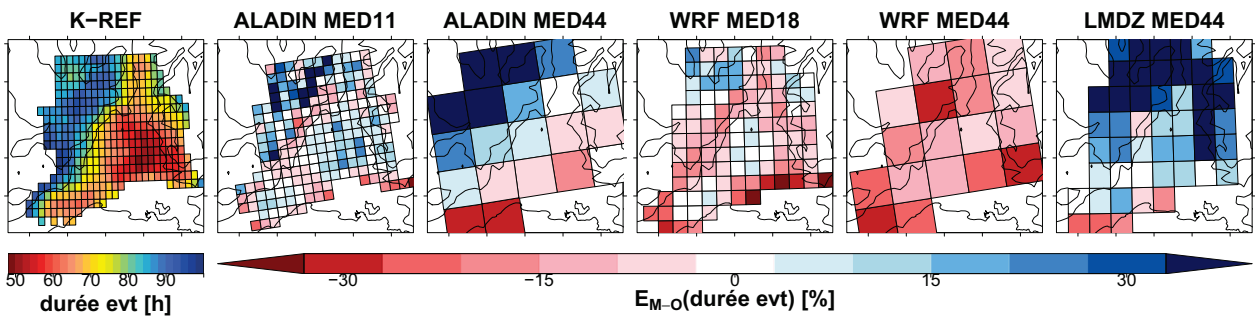 K−REF ALADIN MED11 ALADIN MED44 WRF MED18 WRF MED44 LMDZ MED44
50 60 70 80 90 −30 −15 0 15 30
durée evt [h] E_M−O(durée evt) [%]